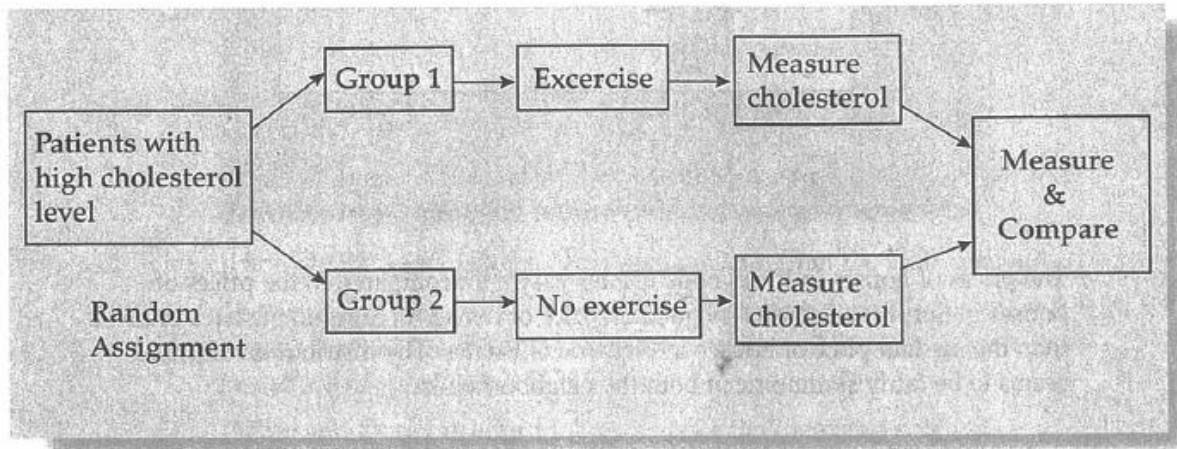 Group 1
Excercise
Measure
cholesterol
Patients with
high cholesterol
level
Measure
&
Compare
Group 2
No exercise
Measure
cholesterol
Random
Assignment